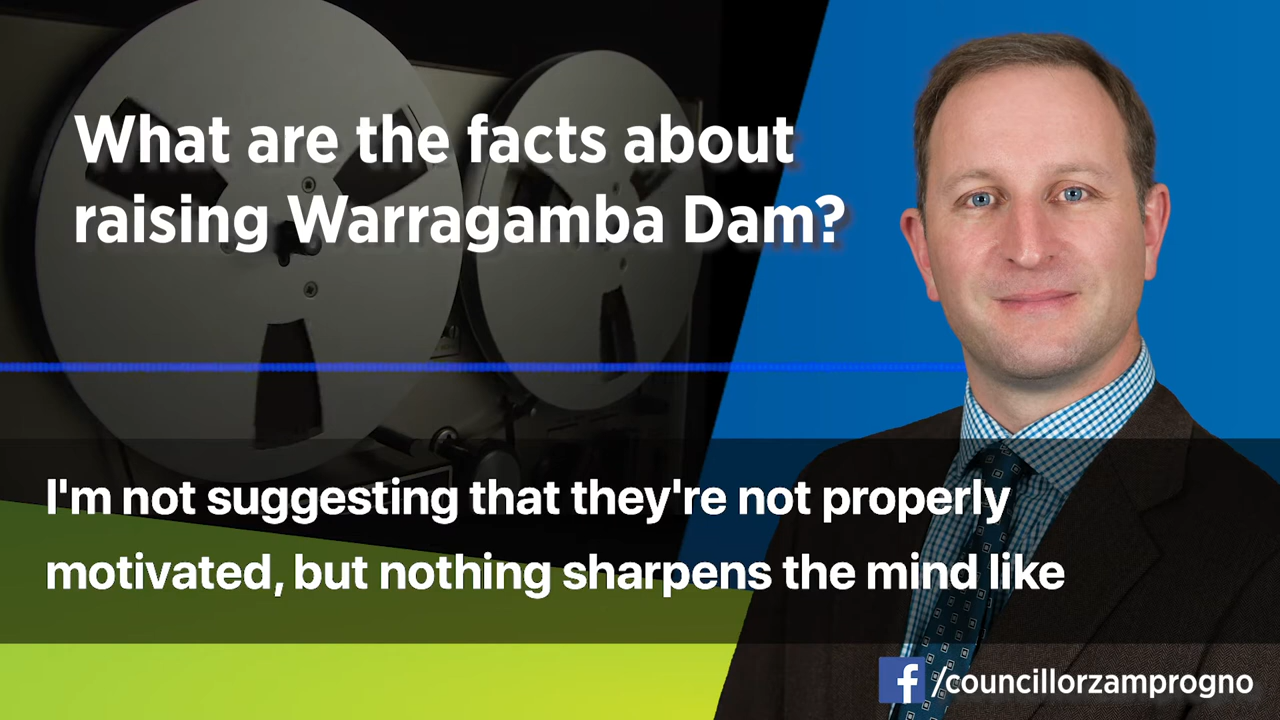 What are the facts about
raising Warragamba Dam?
I'm not suggesting that they're not properly
motivated, but nothing sharpens the mind like
f /councillorzamprogno